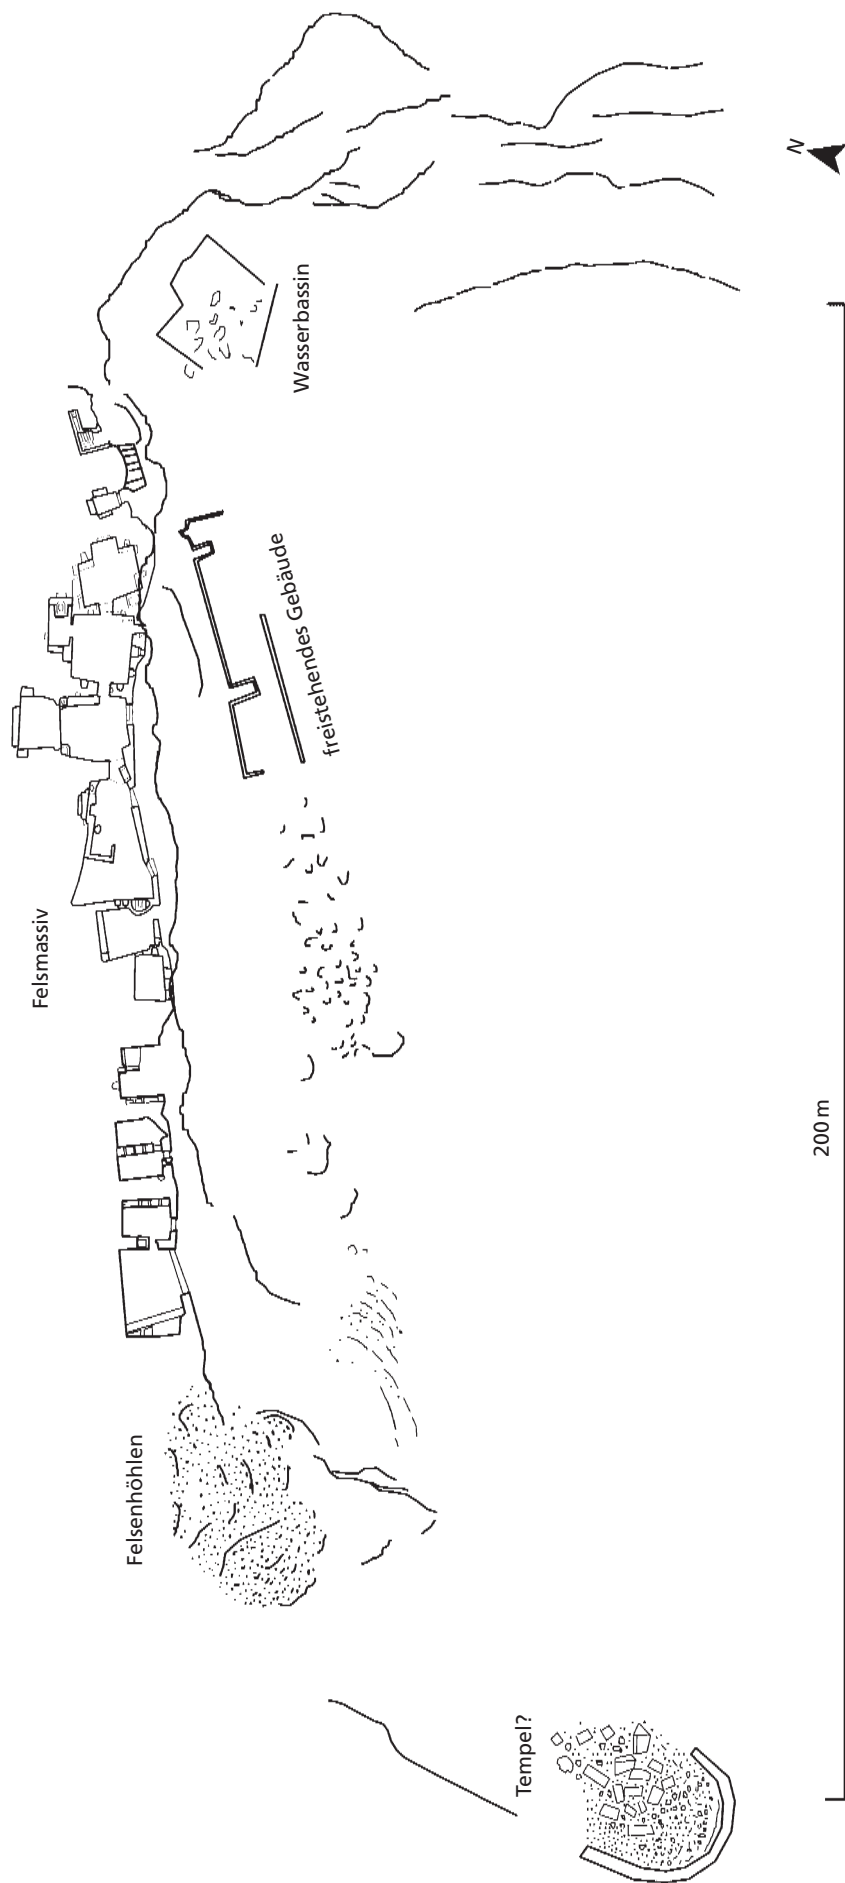 Felsmassiv
Felsenhöhlen
Wasserbassin
freistehendes Gebäude
Tempel?
N
200 m